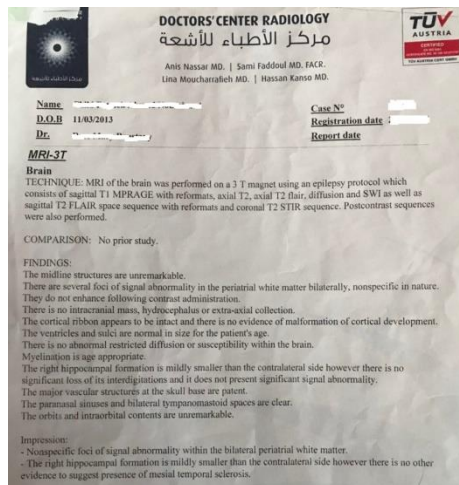 DOCTORS' CENTER RADIOLOGY
مركز الأطباء للأشعة
Anis Nassar MD. | Sami Faddoul MD. FACR.
Lina Moucharrafieh MD. | Hassan Kanso MD.
TÜV
AUSTRIA
CERTIFIED
Name
D.O.B 11/03/2013
Dr.
Case N°
Registration date :
Report date
MRI-3T
Brain
TECHNIQUE: MRI of the brain was performed on a 3 T magnet using an epilepsy protocol which
consists of sagittal T1 MPRAGE with reformats, axial T2, axial T2 flair, diffusion and SWI as well as
sagittal T2 FLAIR space sequence with reformats and coronal T2 STIR sequence. Postcontrast sequences
were also performed.
COMPARISON: No prior study.
FINDINGS:
The midline structures are unremarkable.
There are several foci of signal abnormality in the periatrial white matter bilaterally, nonspecific in nature.
They do not enhance following contrast administration.
There is no intracranial mass, hydrocephalus or extra-axial collection.
The cortical ribbon appears to be intact and there is no evidence of malformation of cortical development.
The ventricles and sulci are normal in size for the patient's age.
There is no abnormal restricted diffusion or susceptibility within the brain.
Myelination is age appropriate.
The right hippocampal formation is mildly smaller than the contralateral side however there is no
significant loss of its interdigitations and it does not present significant signal abnormality.
The major vascular structures at the skull base are patent.
The paranasal sinuses and bilateral tympanomastoid spaces are clear.
The orbits and intraorbital contents are unremarkable.
Impression:
- Nonspecific foci of signal abnormality within the bilateral periatrial white matter.
- The right hippocampal formation is mildly smaller than the contralateral side however there is no other
evidence to suggest presence of mesial temporal sclerosis.